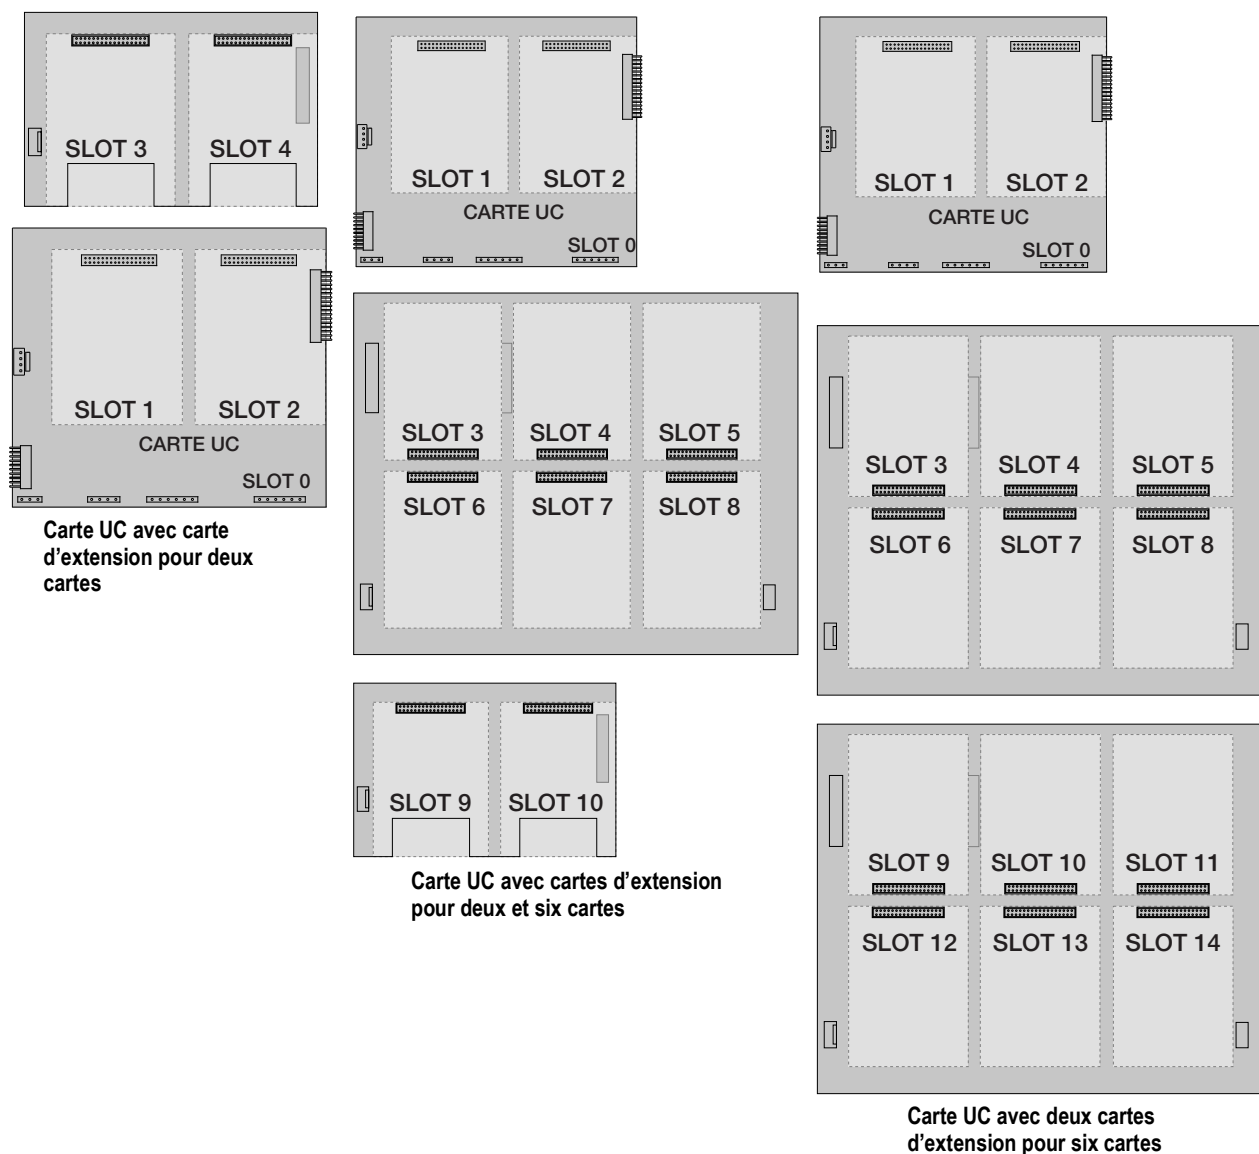 SLOT 3 SLOT 4
SLOT 1 SLOT 2
CARTE UC
SLOT 0
Carte UC avec carte
d'extension pour deux
cartes
SLOT 1 SLOT 2
CARTE UC
SLOT 0
SLOT 3 SLOT 4 SLOT 5
SLOT 6 SLOT 7 SLOT 8
SLOT 9 SLOT 10
Carte UC avec cartes d'extension
pour deux et six cartes
SLOT 1 SLOT 2
CARTE UC
SLOT 0
SLOT 3 SLOT 4 SLOT 5
SLOT 6 SLOT 7 SLOT 8
SLOT 9 SLOT 10 SLOT 11
SLOT 12 SLOT 13 SLOT 14
Carte UC avec deux cartes
d'extension pour six cartes